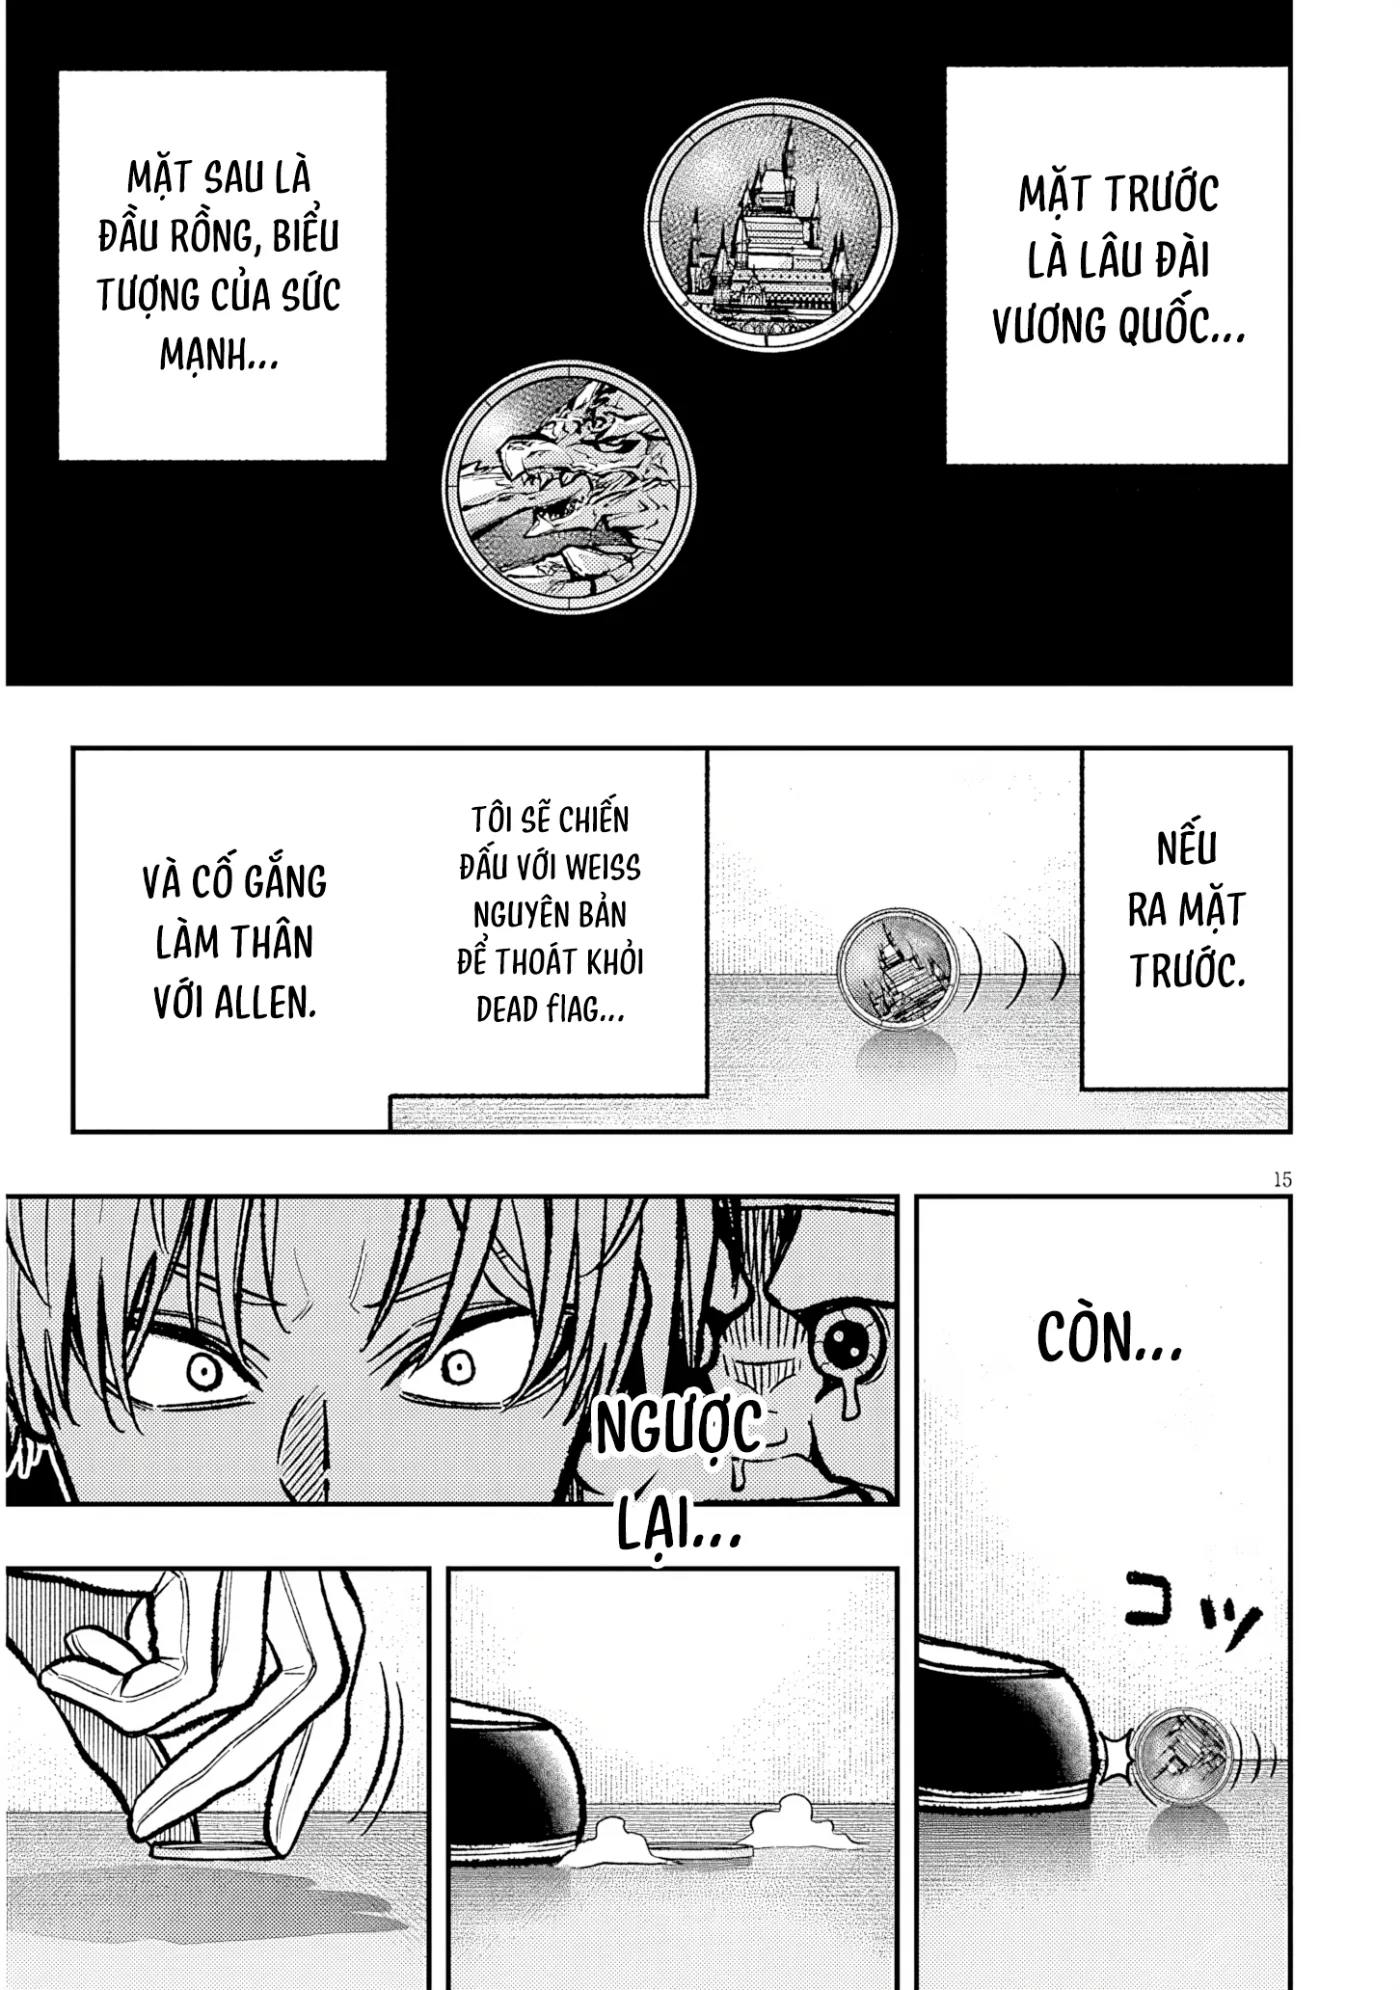 MẶT TRƯỚC
LÀ LÂU ĐÀI
VƯƠNG QUỐC...
MẶT SAU LÀ
ĐẦU RỒNG, BIỂU
TƯỢNG CỦA SỨC
MẠNH...
NẾU
RA MẶT
TRƯỚC.
TÔI SẼ CHIẾN
ĐẤU VỚI WEISS
NGUYÊN BẢN
ĐỂ THOÁT KHỎI
DEAD flAG...
VÀ CỐ GẮNG
LÀM THÂN
VỚI ALLEN.
15
CÒN...
コツ
NGƯỢC
LẠI...